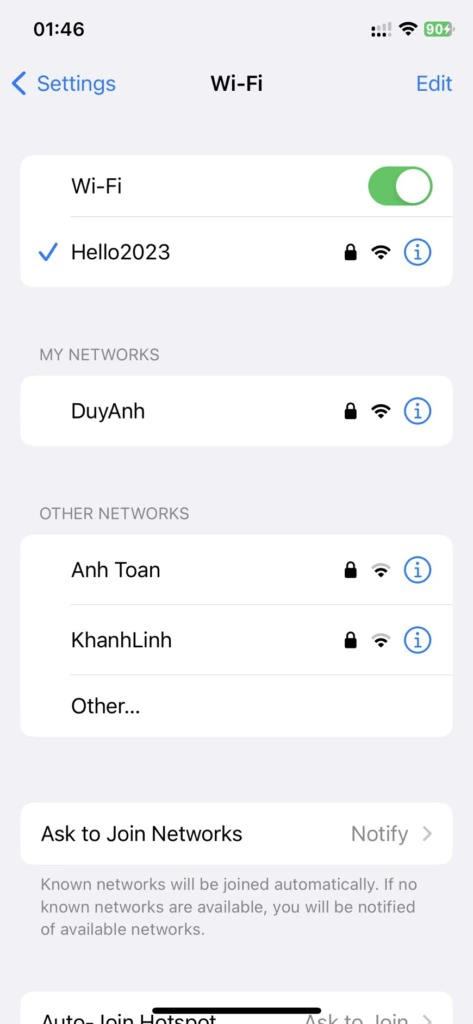 01:46
90
Settings
Wi-Fi
Edit
Wi-Fi
Hello2023
MY NETWORKS
DuyAnh
OTHER NETWORKS
Anh Toan
KhanhLinh
Other...
Ask to Join Networks Notify
Known networks will be joined automatically. If no
known networks are available, you will be notified
of available networks.
Auto-Join Hotspot Ask to Join